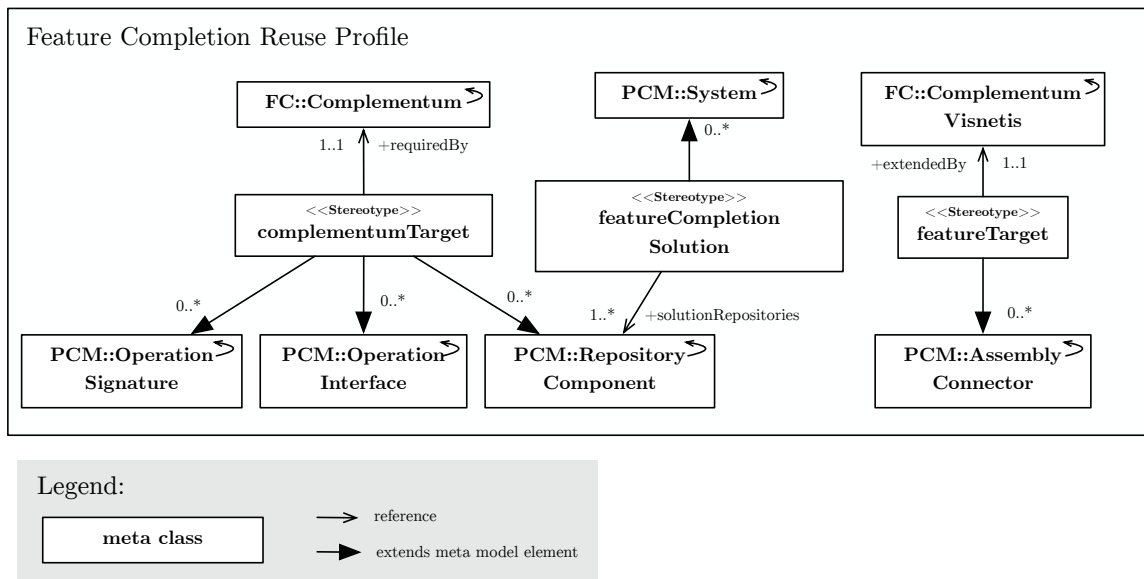 Feature Completion Reuse Profile
FC::Complementum
PCM::System
FC::Complementum
Visnetis
1..1
+requiredBy
0..*
+extendedBy
1..1
<<Stereotype>>
complementumTarget
<<Stereotype>>
featureCompletion
Solution
<<Stereotype>>
featureTarget
0..*
0..*
0..*
1..*
+solutionRepositories
0..*
PCM::Operation
Signature
PCM::Operation
Interface
PCM::Repository
Component
PCM::Assembly
Connector
Legend:
meta class
reference
extends meta model element